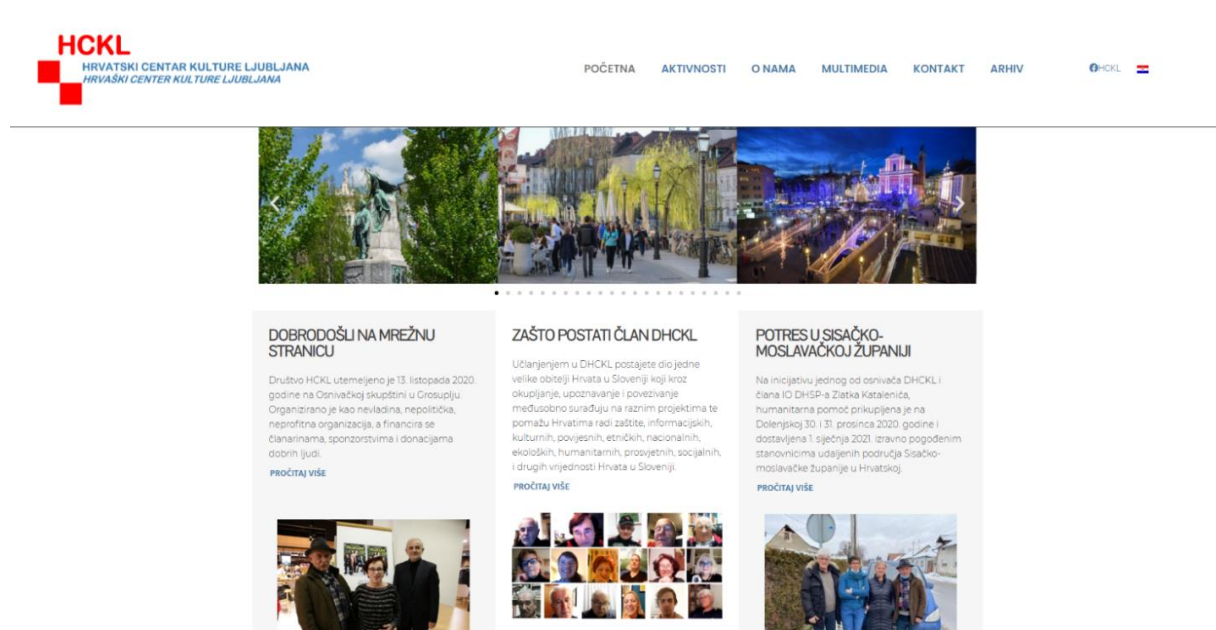 HCKL
HRVATSKI CENTAR KULTURE LJUBLJANA
HRVAŠKI CENTER KULTURE LJUBLJANA
POČETNA AKTIVNOSTI O NAMA MULTIMEDIA KONTAKT ARHIV HCKL
DOBRODOŠLI NA MREŽNU
STRANICU
Društvo HCKL utemeljeno je 13. listopada 2020.
godine na Osnivačkoj skupštini u Grosuplju.
Organizirano je kao nevladina, nepolitička,
neprofitna organizacija, a financira se
članarinama, sponzorstvima i donacijama
dobrih ljudi.
PROČITAJ VIŠE
ZAŠTO POSTATI ČLAN DHCKL
Učlanjenjem u DHCKL postajete dio jedne
velike obitelji Hrvata u Sloveniji koji kroz
okupljanje, upoznavanje i povezivanje
međusobno surađuju na raznim projektima te
pomažu Hrvatima radi zaštite, informacijskih,
kulturnih, povijesnih, etničkih, nacionalnih,
ekoloških, humanitarnih, prosvjetnih, socijalnih,
i drugih vrijednosti Hrvata u Sloveniji.
PROČITAJ VIŠE
POTRES U SISAČKO-
MOSLAVAČKOJ ŽUPANIJI
Na inicijativu jednog od osnivača DHCKL i
člana IO DHSP-a Zlatka Kataleniča,
humanitarna pomoć prikupljena je na
Dolenjskoj 30. i 31. prosinca 2020. godine i
dostavljena 1. siječnja 2021. izravno pogođenim
stanovnicima udaljenih područja Sisačko-
moslavačke županije u Hrvatskoj.
PROČITAJ VIŠE